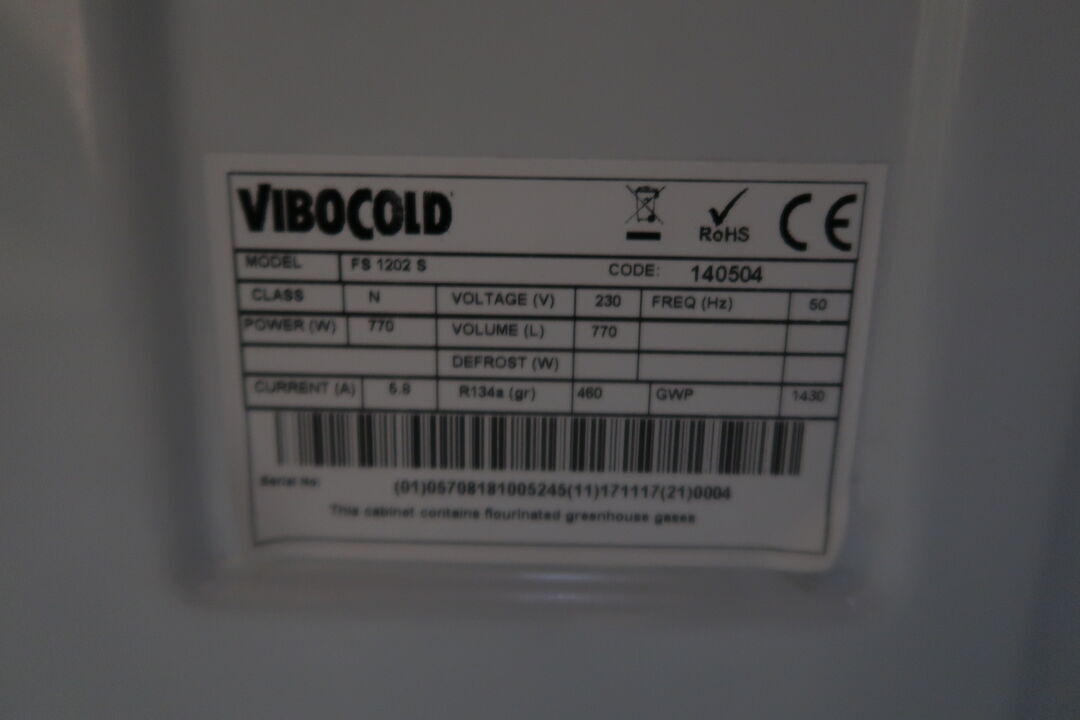 VIBOCOLD
RoHS CE
MODEL FS 1202 S CODE: 140504
CLASS N VOLTAGE (V) 230 FREQ (Hz) 50
POWER (W) 770 VOLUME (L) 770
DEFROST (W)
CURRENT (A) 5.8 R134a (gr) 460 GWP 1430
Serial No:
(01)05708181005245(11)171117(21)0004
This cabinet contains flourinated greenhouse gases